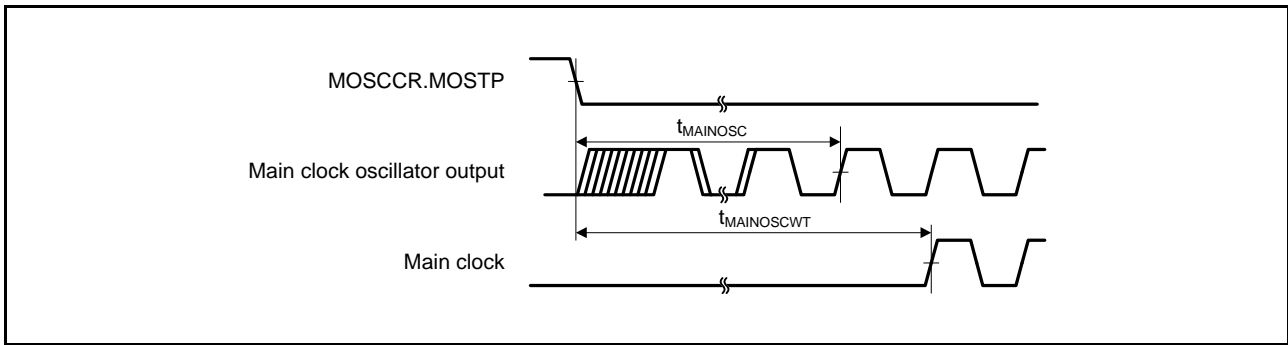 MOSCCR.MOSTP
tMAINOSC
Main clock oscillator output
tMAINOSCWT
Main clock